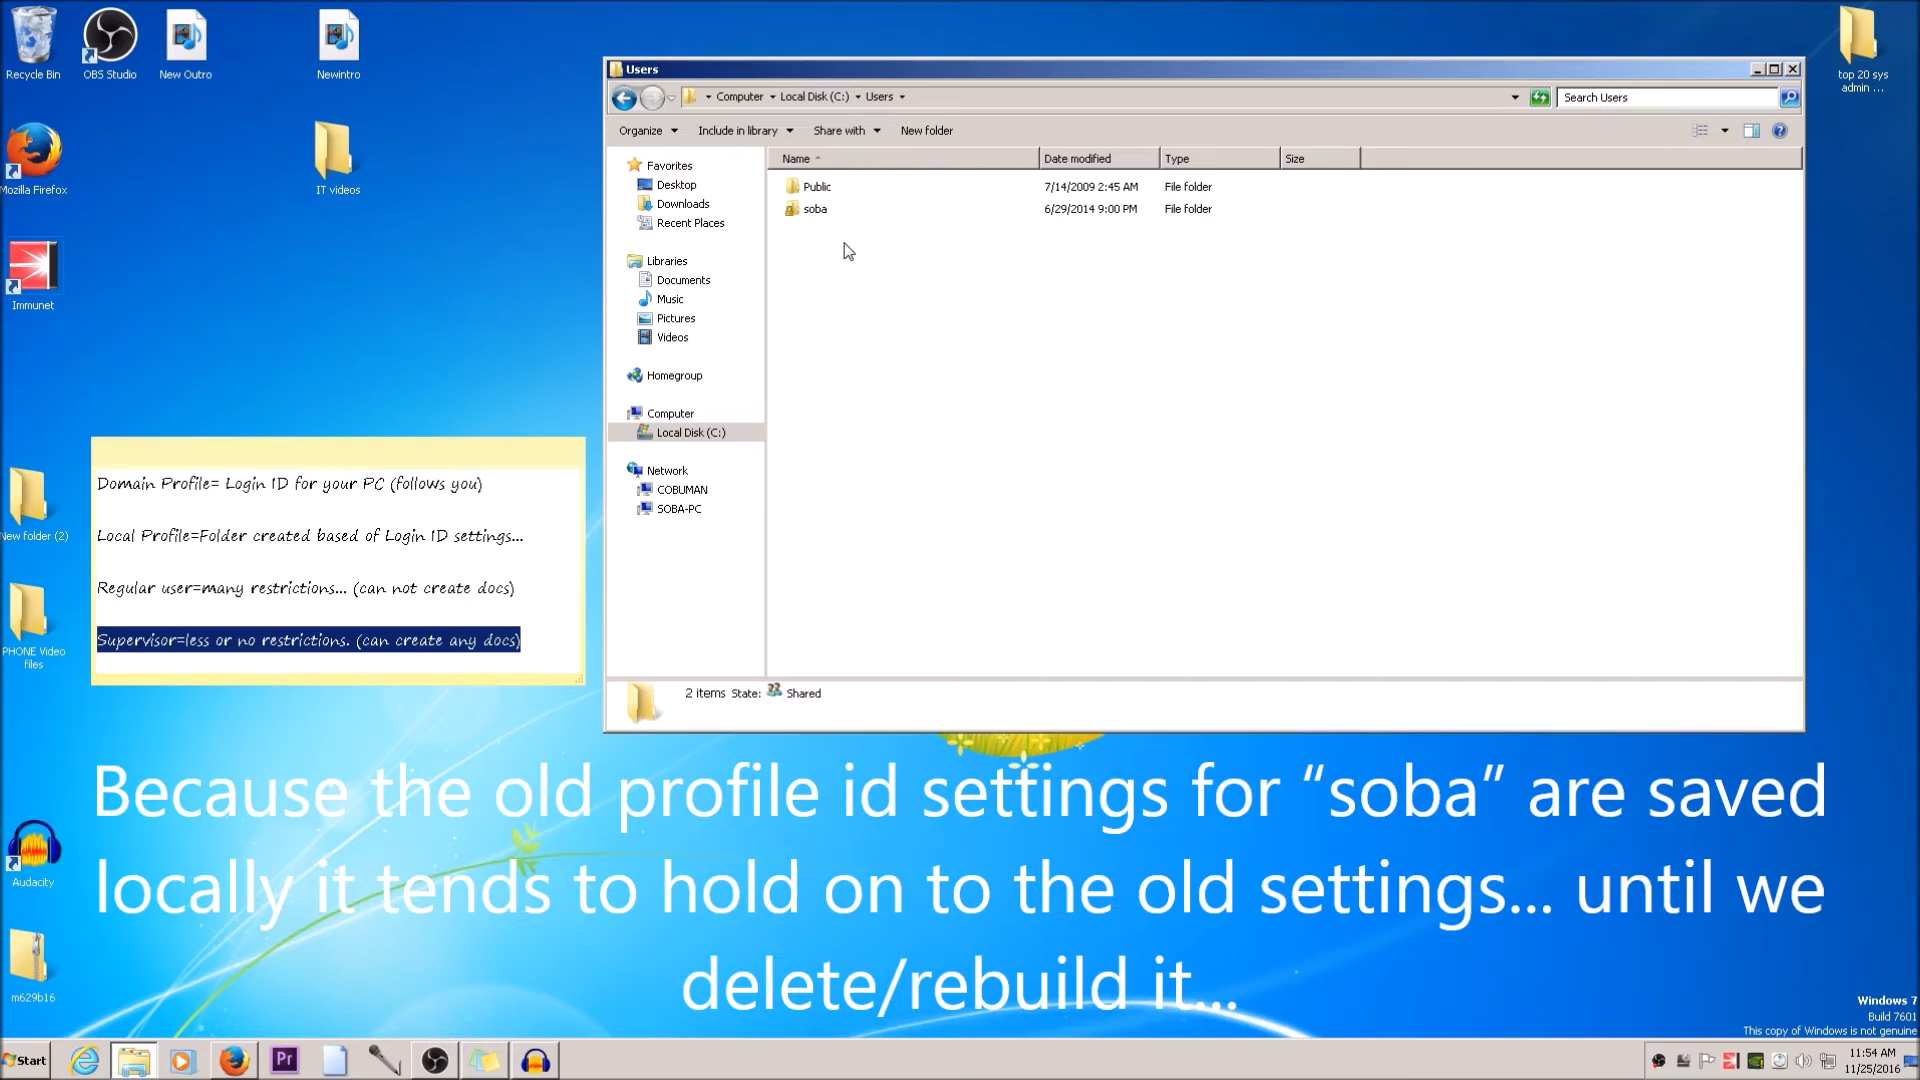 Recycle Bin
OBS Studio
New Outro
Newintro
Mozilla Firefox
IT videos
Immunet
New folder (2)
PHONE Video
files
Audacity
m629b16
top 20 sys
admin ...
Users
Computer
Local Disk (C:)
Users
Search Users
Organize
Include in library
Share with
New folder
Favorites
Desktop
Downloads
Recent Places
Libraries
Documents
Music
Pictures
Videos
Homegroup
Computer
Local Disk (C:)
Network
COBUMAN
SOBA-PC
Name
Date modified
Type
Size
Public 7/14/2009 2:45 AM File folder
soba 6/29/2014 9:00 PM File folder
2 items State: Shared
Domain Profile= Login ID for your PC (follows you)
Local Profile=Folder created based of Login ID settings...
Regular user=many restrictions... (can not create docs)
Supervisor=less or no restrictions. (can create any docs)
Because the old profile id settings for “soba” are saved
locally it tends to hold on to the old settings... until we
delete/rebuild it...
Windows 7
Build 7601
This copy of Windows is not genuine
Start
Pr
11:54 AM
11/25/2016